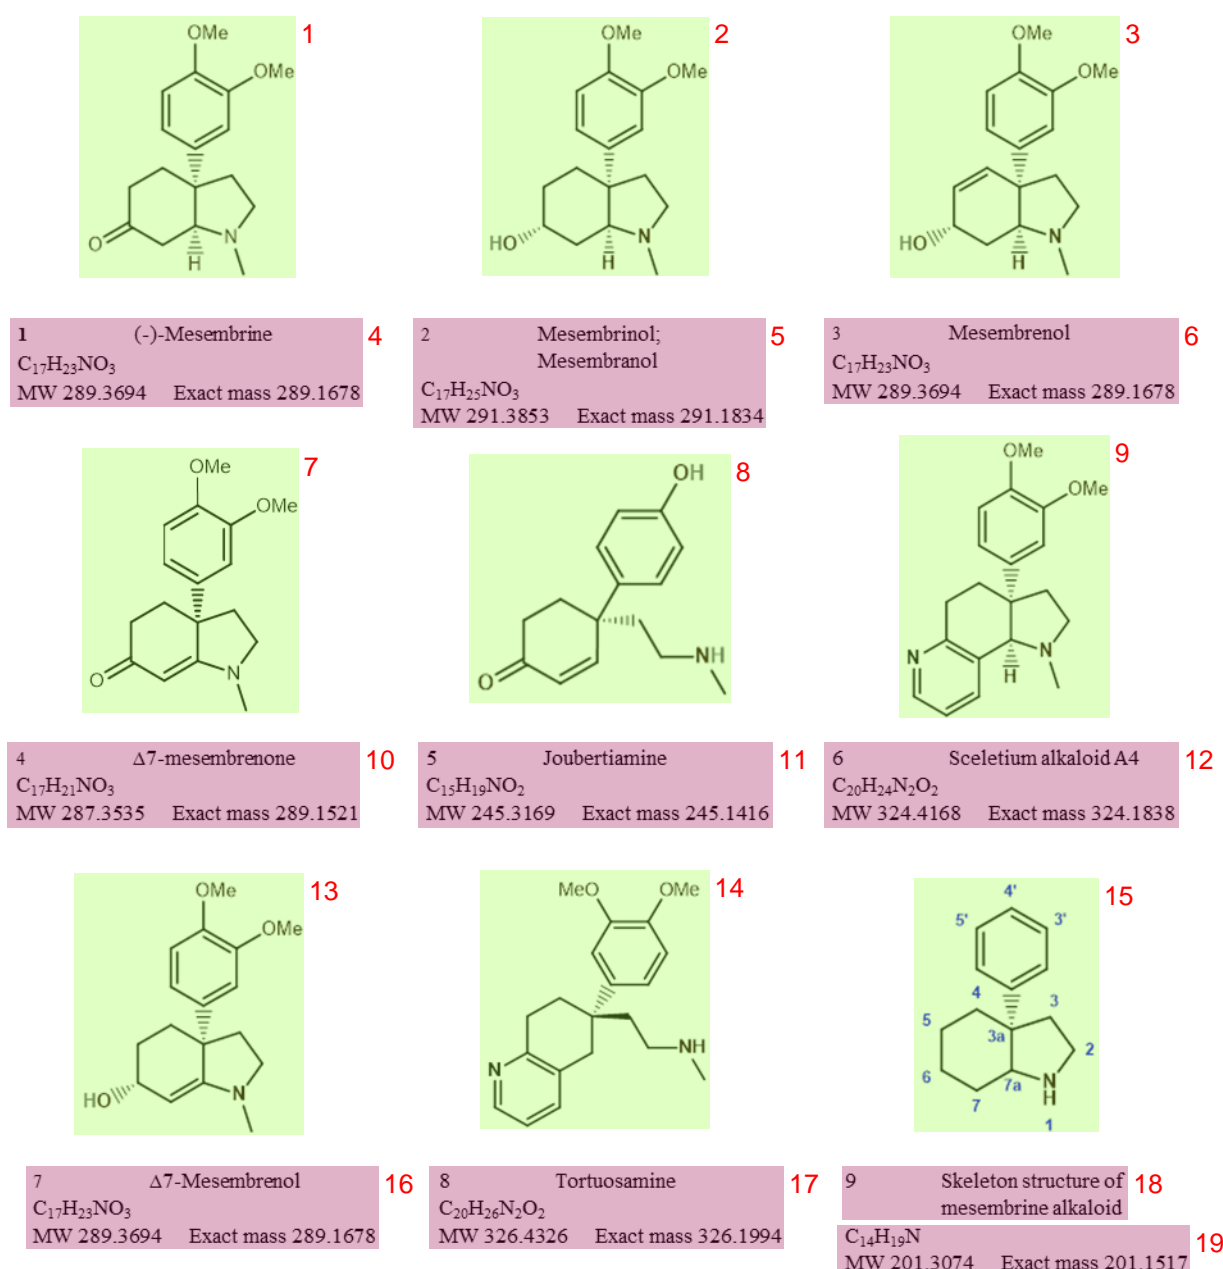 OMe 1
OMe
O
N
H
OMe 2
OMe
HO
N
H
OMe 3
OMe
HO
N
H
1 (-)-Mesembrine 4
C17H23NO3
MW 289.3694 Exact mass 289.1678
2 Mesembrinol; 5
Mesembranol
C17H25NO3
MW 291.3853 Exact mass 291.1834
3 Mesembrenol 6
C17H23NO3
MW 289.3694 Exact mass 289.1678
OMe 7
OMe
O
N
OH 8
NH
O
OMe 9
OMe
N
N
H
4 Δ7-mesembrenone 10
C17H21NO3
MW 287.3535 Exact mass 289.1521
5 Joubertiamine 11
C15H19NO2
MW 245.3169 Exact mass 245.1416
6 Sceletium alkaloid A4 12
C20H24N2O2
MW 324.4168 Exact mass 324.1838
OMe 13
OMe
HO
N
MeO OMe 14
NH
N
4' 15
5' 3'
4 3
5 3a 2
6 7a N
7 H
1
7 Δ7-Mesembrenol 16
C17H23NO3
MW 289.3694 Exact mass 289.1678
8 Tortuosamine 17
C20H26N2O2
MW 326.4326 Exact mass 326.1994
9 Skeleton structure of 18
mesembrine alkaloid
C14H19N 19
MW 201.3074 Exact mass 201.1517